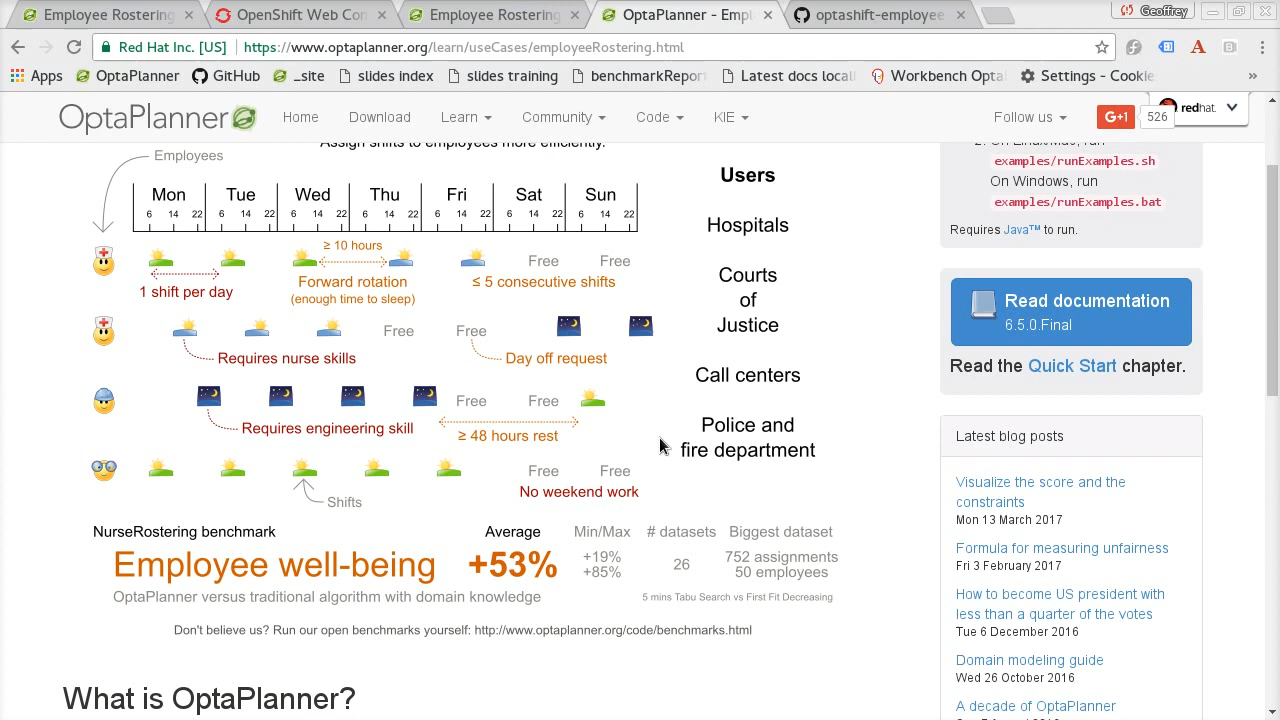 Employee Rostering
OpenShift Web Con
Employee Rostering
OptaPlanner - Empl
optashift-employee
Geoffrey
Red Hat Inc. [US]
https://www.optaplanner.org/learn/useCases/employeeRostering.html
Apps
OptaPlanner
GitHub
_site
slides index
slides training
benchmarkReport
Latest docs local
Workbench Opta
Settings - Cookie
»
OptaPlanner
Home
Download
Learn
Community
Code
KIE
Follow us
G+1
526
redhat.
Assign shifts to employees more efficiently.
Employees
Mon Tue Wed Thu Fri Sat Sun
6 14 22 6 14 22 6 14 22 6 14 22 6 14 22 6 14 22 6 14 22
≥ 10 hours
Free Free
1 shift per day
Forward rotation
(enough time to sleep)
≤ 5 consecutive shifts
Free Free
Requires nurse skills
Day off request
Free Free
Requires engineering skill
≥ 48 hours rest
Free Free
No weekend work
Shifts
Users
Hospitals
Courts
of
Justice
Call centers
Police and
fire department
NurseRostering benchmark
Average
Min/Max
# datasets
Biggest dataset
Employee well-being
+53%
+19%
+85%
26
752 assignments
50 employees
OptaPlanner versus traditional algorithm with domain knowledge
5 mins Tabu Search vs First Fit Decreasing
Don't believe us? Run our open benchmarks yourself: http://www.optaplanner.org/code/benchmarks.html
What is OptaPlanner?
2. On Linux/Mac, run
examples/runExamples.sh
On Windows, run
examples/runExamples.bat
Requires Java™ to run.
Read documentation
6.5.0.Final
Read the Quick Start chapter.
Latest blog posts
Visualize the score and the
constraints
Mon 13 March 2017
Formula for measuring unfairness
Fri 3 February 2017
How to become US president with
less than a quarter of the votes
Tue 6 December 2016
Domain modeling guide
Wed 26 October 2016
A decade of OptaPlanner